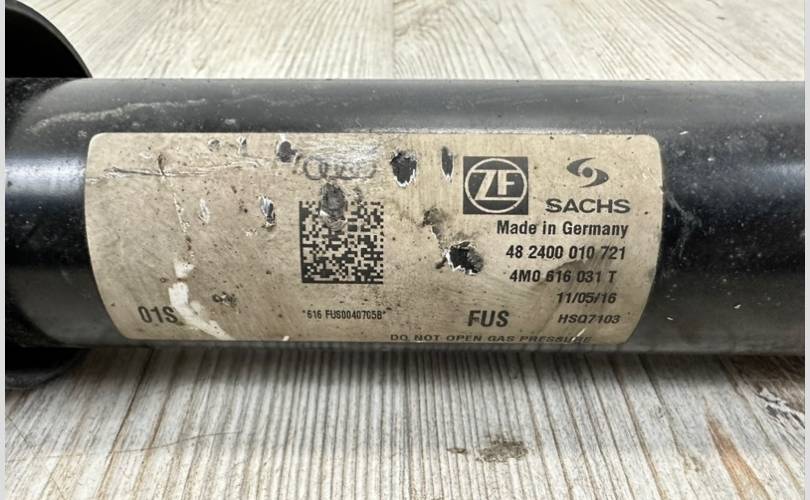 ZF
SACHS
Made in Germany
48 2400 010 721
4M0 616 031 T
11/05/16
01S
*616 FUS0040705B*
FUS
HSQ7103
DO NOT OPEN GAS PRESSURE